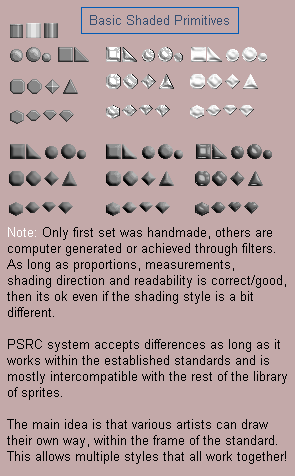 Basic Shaded Primitives
Note: Only first set was handmade, others are
computer generated or achieved through filters.
As long as proportions, measurements,
shading direction and readability is correct/good,
then its ok even if the shading style is a bit
different.
PSRC system accepts differences as long as it
works within the established standards and is
mostly intercompatible with the rest of the library
of sprites.
The main idea is that various artists can draw
their own way, within the frame of the standard.
This allows multiple styles that all work together!